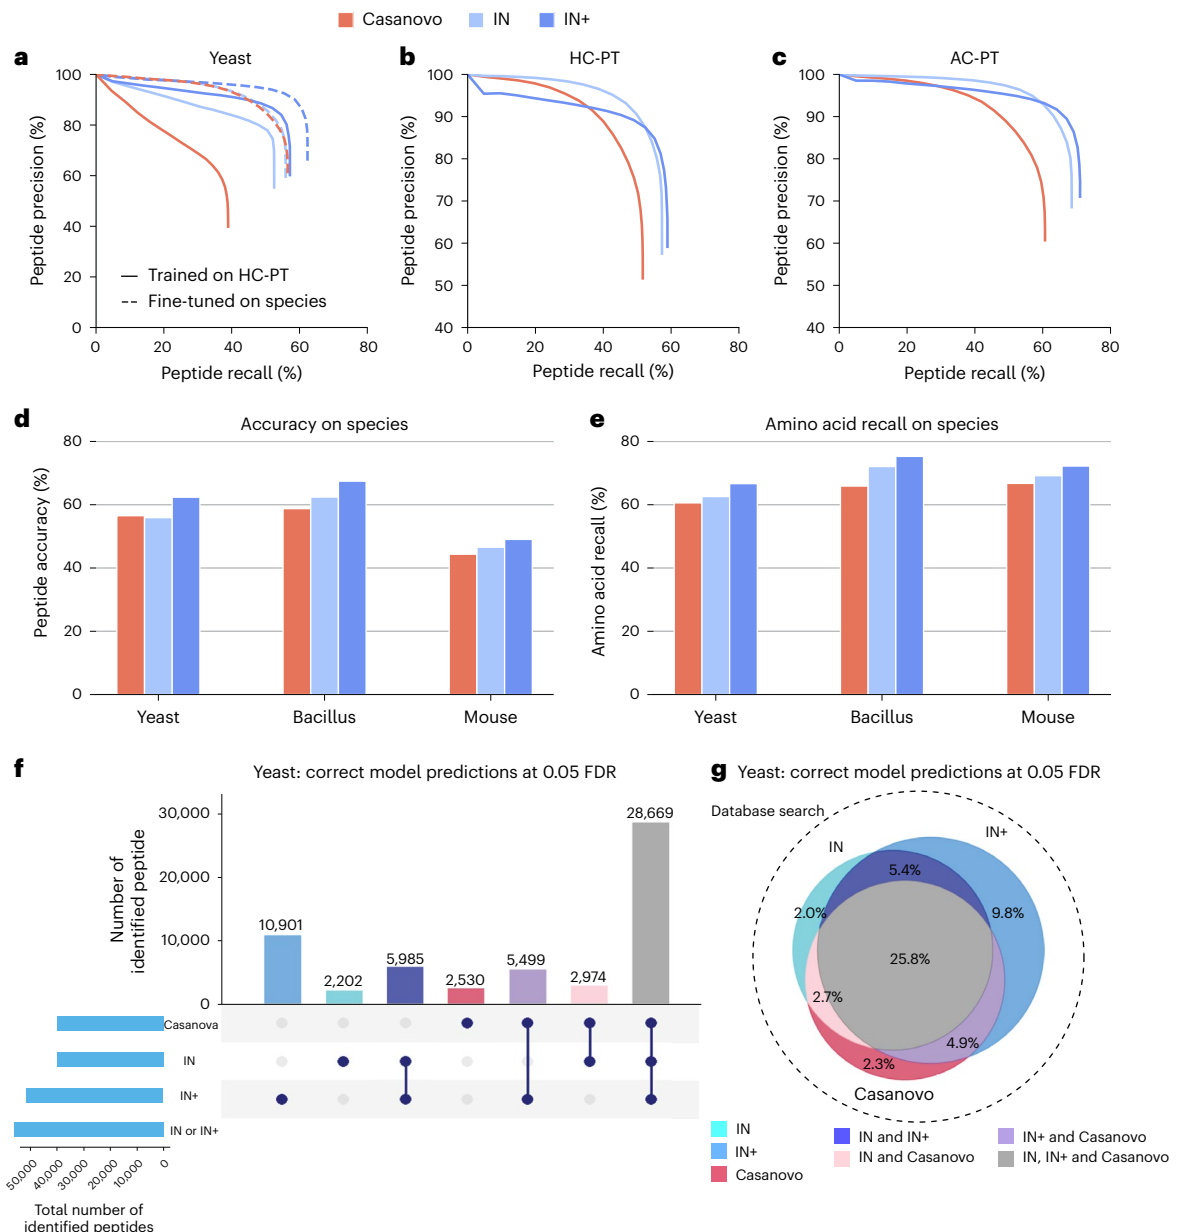 Casanovo IN IN+
a Yeast
Peptide precision (%)
100
80
60
40
20
0
0 20 40 60 80
Peptide recall (%)
Trained on HC-PT
Fine-tuned on species
b HC-PT
Peptide precision (%)
100
90
80
70
60
50
40
0 20 40 60 80
Peptide recall (%)
c AC-PT
Peptide precision (%)
100
90
80
70
60
50
40
0 20 40 60 80
Peptide recall (%)
d Accuracy on species
Peptide accuracy (%)
80
60
40
20
0
Yeast Bacillus Mouse
e Amino acid recall on species
Amino acid recall (%)
80
60
40
20
0
Yeast Bacillus Mouse
f Yeast: correct model predictions at 0.05 FDR
Number of
identified peptide
30,000
20,000
10,000
0
10,901
2,202
5,985
2,530
5,499
2,974
28,669
Casanova
IN
IN+
IN or IN+
50,000 40,000 30,000 20,000 10,000 0
Total number of
identified peptides
g Yeast: correct model predictions at 0.05 FDR
Database search
IN
IN+
5.4%
2.0%
9.8%
25.8%
2.7%
4.9%
2.3%
Casanovo
IN
IN+
Casanovo
IN and IN+
IN and Casanovo
IN+ and Casanovo
IN, IN+ and Casanovo